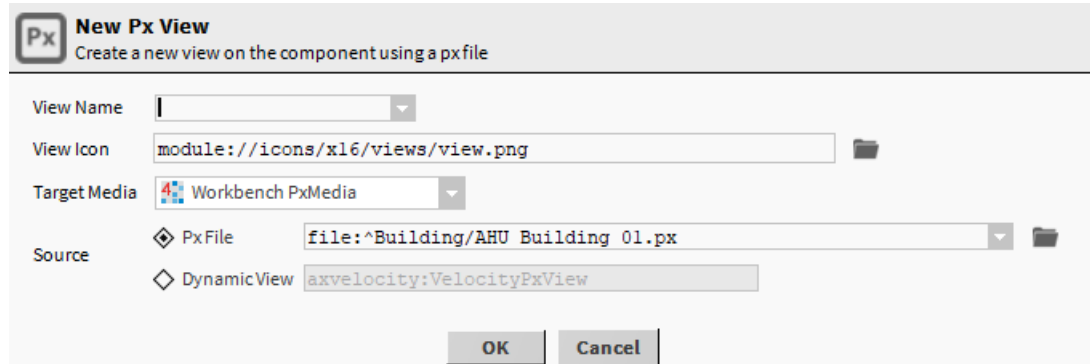 Px
New Px View
Create a new view on the component using a px file
View Name
View Icon module://icons/x16/views/view.png
Target Media 4 Workbench PxMedia
Source
Px File file:^Building/AHU Building 01.px
Dynamic View axvelocity:VelocityPxView
OK Cancel